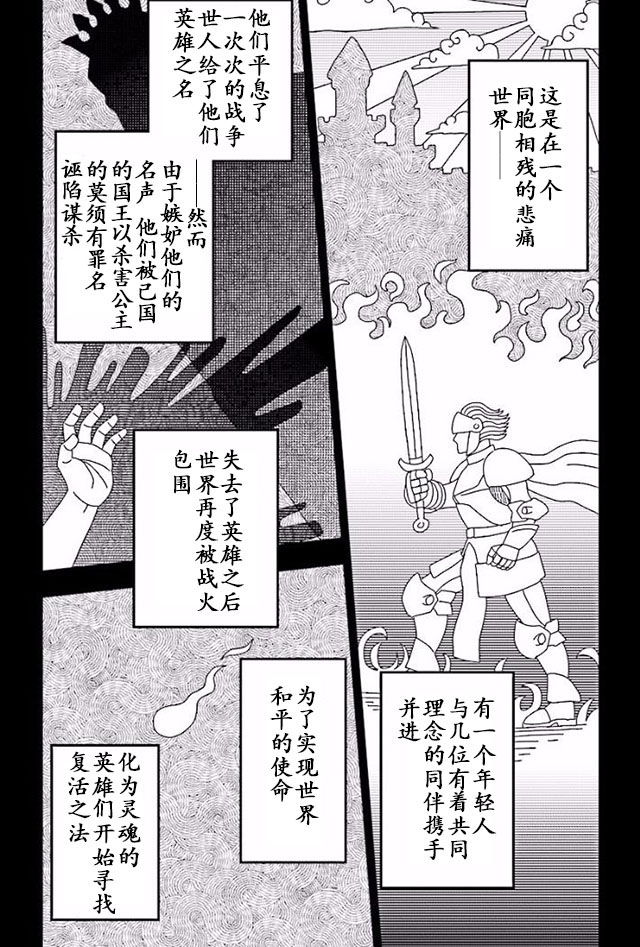 这是在一个
同胞相残的悲痛
世界——
有一个年轻人
与几位有着共同
理念的同伴携手
并进
他们平息了
一次次的战争
世人给了他们
英雄之名
——然而
由于嫉妒他们的
名声 他们被己国
的国王以杀害公主
的莫须有罪名
诬陷谋杀
失去了英雄之后
世界再度被战火
包围
为了实现世界
和平的使命
化为灵魂的
英雄们开始寻找
复活之法